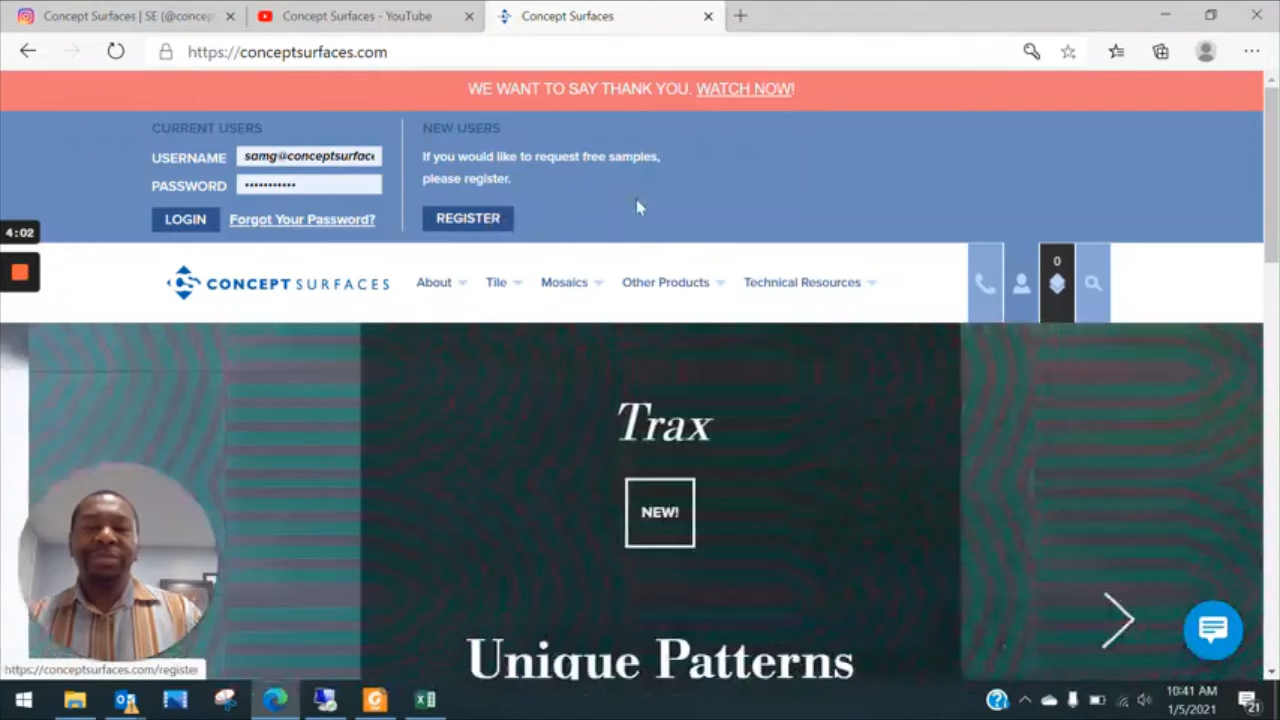 Concept Surfaces | SE (@concep
Concept Surfaces - YouTube
Concept Surfaces
https://conceptsurfaces.com
WE WANT TO SAY THANK YOU. WATCH NOW!
CURRENT USERS
USERNAME samg@conceptsurface
PASSWORD •••••••••••
LOGIN Forgot Your Password?
NEW USERS
If you would like to request free samples,
please register.
REGISTER
4:02
CONCEPT SURFACES
About
Tile
Mosaics
Other Products
Technical Resources
0
Trax
NEW!
Unique Patterns
https://conceptsurfaces.com/register
10:41 AM
1/5/2021
21